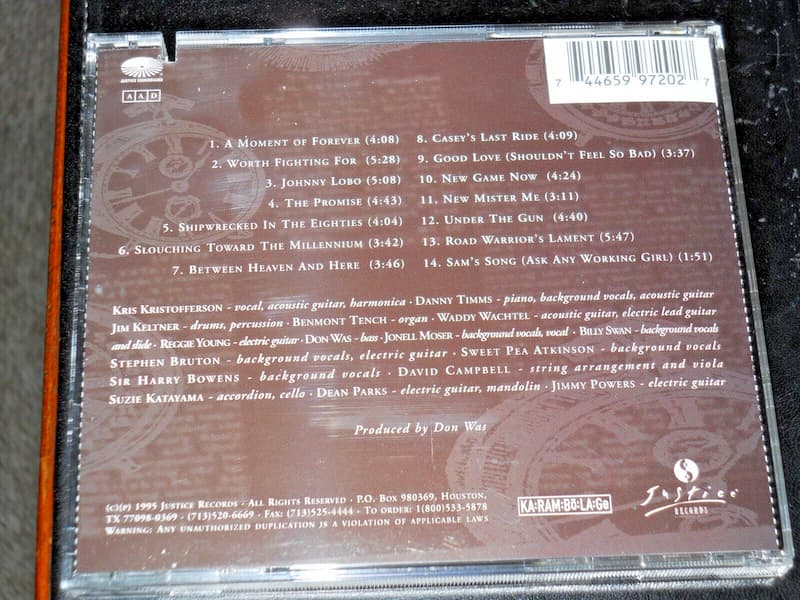 AAD
7 44659 97202 7
1. A Moment of Forever (4:08)
2. Worth Fighting For (5:28)
3. Johnny Lobo (5:08)
4. The Promise (4:43)
5. Shipwrecked In The Eighties (4:04)
6. Slouching Toward The Millennium (3:42)
7. Between Heaven And Here (3:46)
8. Casey's Last Ride (4:09)
9. Good Love (Shouldn't Feel So Bad) (3:37)
10. New Game Now (4:24)
11. New Mister Me (3:11)
12. Under The Gun (4:40)
13. Road Warrior's Lament (5:47)
14. Sam's Song (Ask Any Working Girl) (1:51)
Kris Kristofferson - vocal, acoustic guitar, harmonica · Danny Timms - piano, background vocals, acoustic guitar
Jim Keltner - drums, percussion · Benmont Tench - organ · Waddy Wachtel - acoustic guitar, electric lead guitar
and slide · Reggie Young - electric guitar · Don Was - bass · Jonell Moser - background vocals, vocal · Billy Swan - background vocals
Stephen Bruton - background vocals, electric guitar · Sweet Pea Atkinson - background vocals
Sir Harry Bowens - background vocals · David Campbell - string arrangement and viola
Suzie Katayama - accordion, cello · Dean Parks - electric guitar, mandolin · Jimmy Powers - electric guitar
Produced by Don Was
(C)(P) 1995 Justice Records · All Rights Reserved · P.O. Box 980369, Houston,
TX 77098-0369 · (713)520-6669 · Fax: (713)525-4444 · To order: 1(800)533-5878
Warning: Any unauthorized duplication is a violation of applicable laws
KA:RAM:BŌ:LA:Ge
Justice
RECORDS